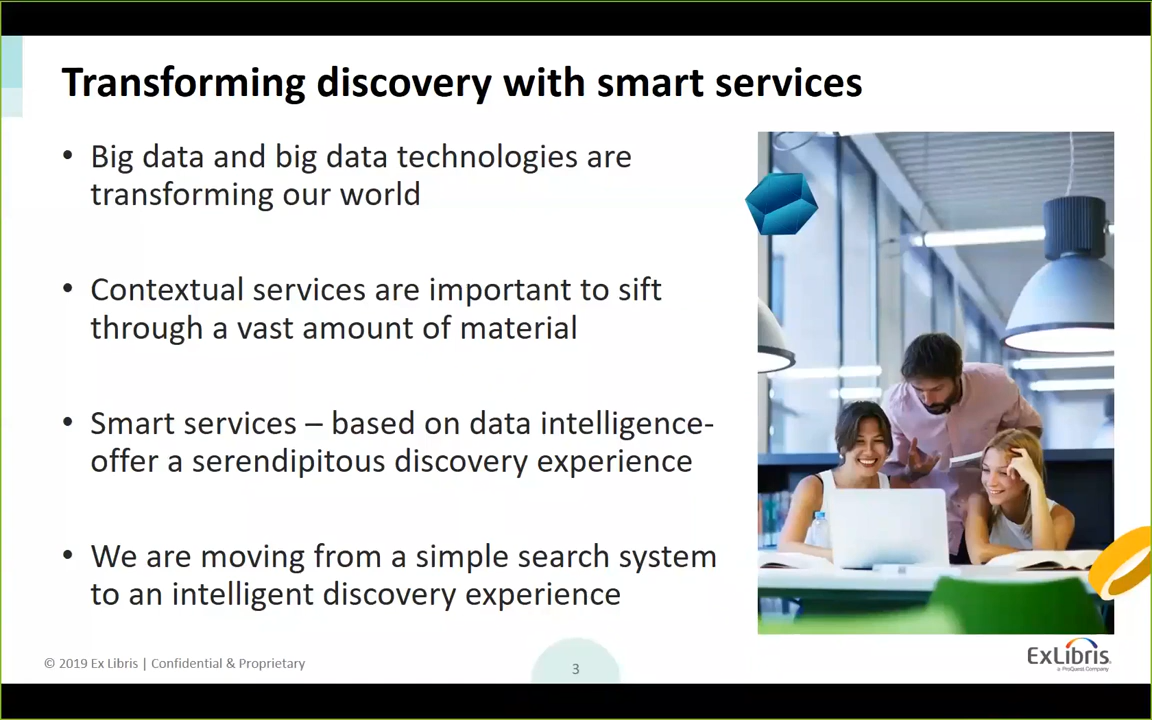 Transforming discovery with smart services
• Big data and big data technologies are
transforming our world
• Contextual services are important to sift
through a vast amount of material
• Smart services – based on data intelligence-
offer a serendipitous discovery experience
• We are moving from a simple search system
to an intelligent discovery experience
© 2019 Ex Libris | Confidential & Proprietary
3
ExLibris
a ProQuest Company